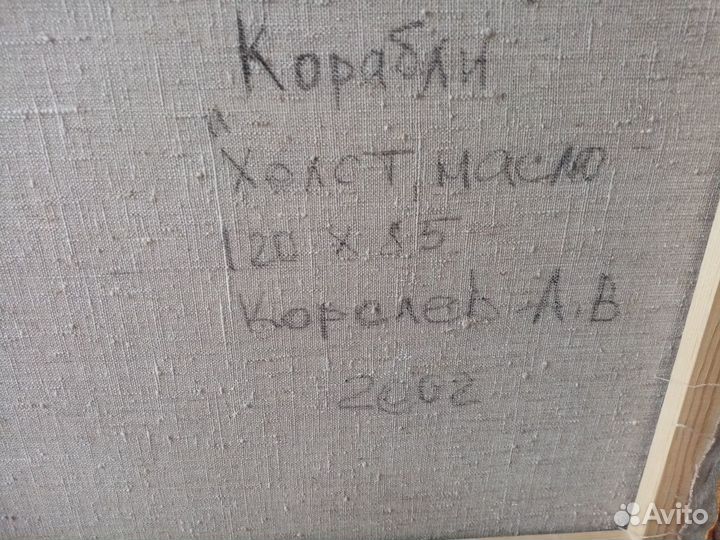 Корабли
Холст, масло
120 х 85
Королев А.В
2002
Avito